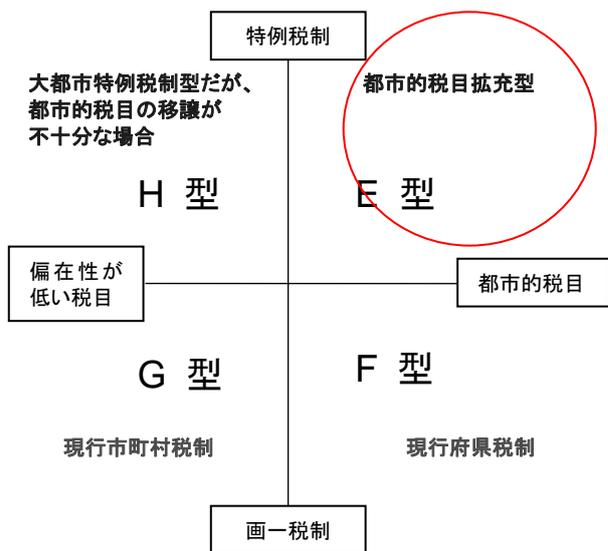 特例税制
大都市特例税制型だが、
都市的税目の移譲が
不十分な場合
都市的税目拡充型
H 型
E 型
偏在性が
低い税目
都市的税目
G 型
F 型
現行市町村税制
現行府県税制
画一税制